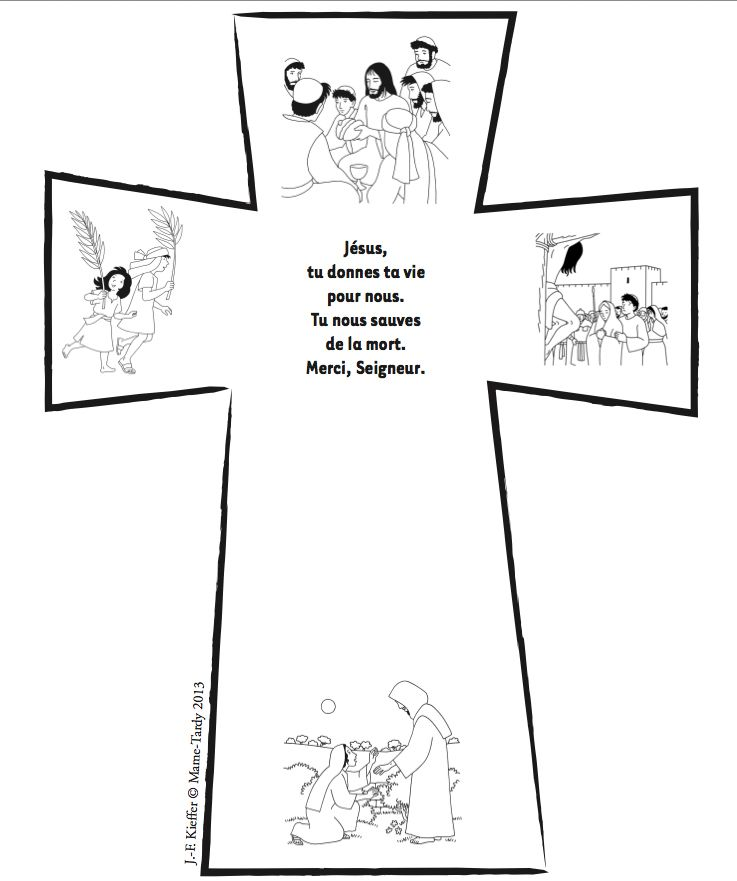 Jésus,
tu donnes ta vie
pour nous.
Tu nous sauves
de la mort.
Merci, Seigneur.
J.-F. Kieffer © Mame-Tardy 2013